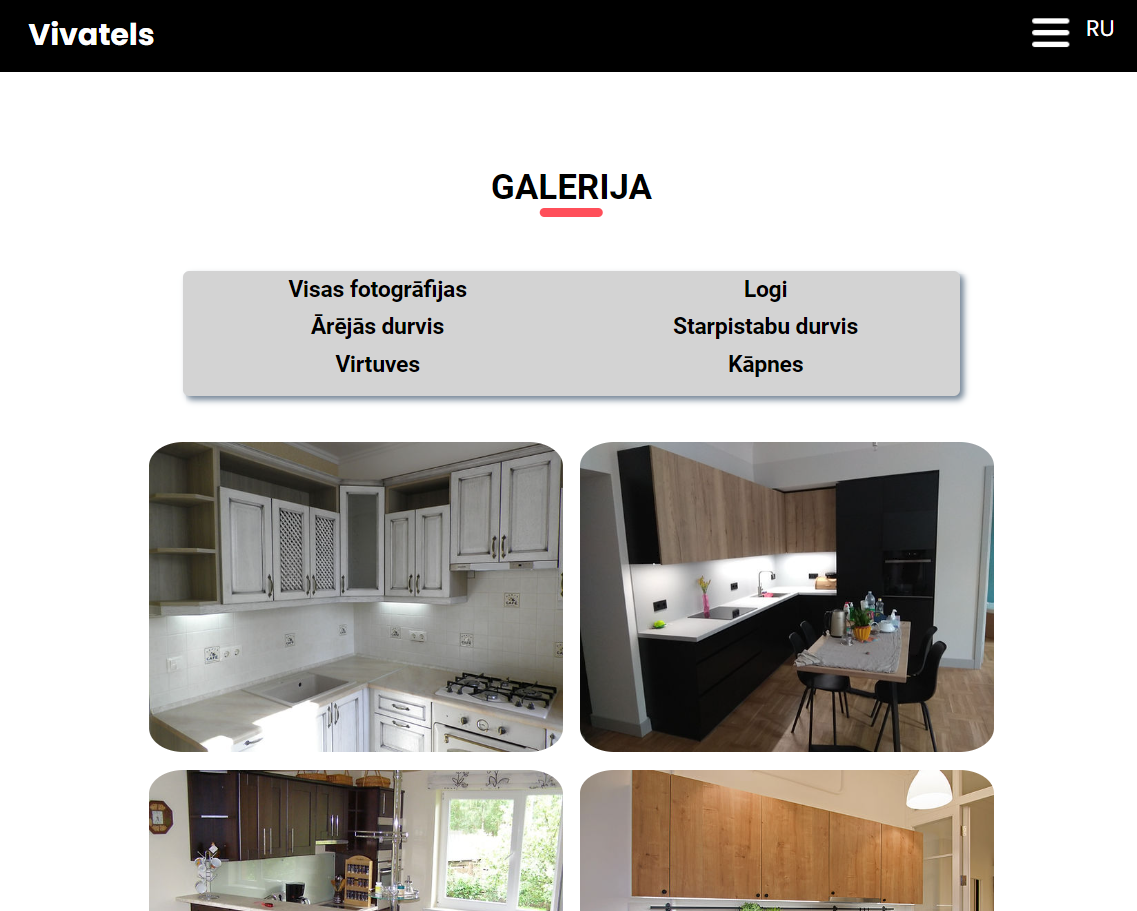 Vivatels
RU
GALERIJA
Visas fotogrāfijas
Logi
Ārējās durvis
Starpistabu durvis
Virtuves
Kāpnes